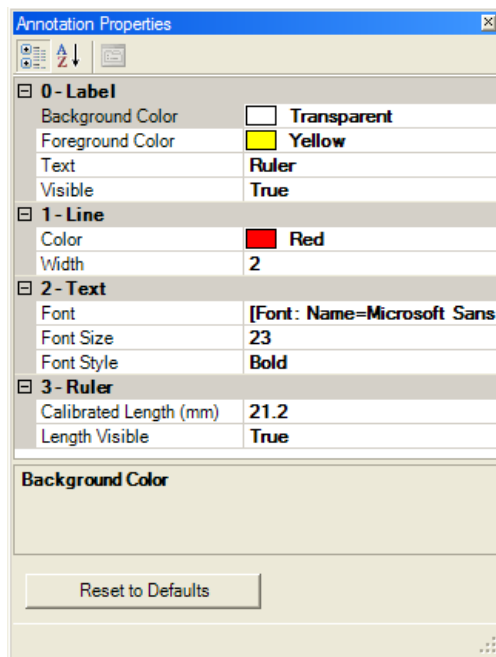 Annotation Properties
0 - Label
Background Color Transparent
Foreground Color Yellow
Text Ruler
Visible True
1 - Line
Color Red
Width 2
2 - Text
Font [Font: Name=Microsoft Sans
Font Size 23
Font Style Bold
3 - Ruler
Calibrated Length (mm) 21.2
Length Visible True
Background Color
Reset to Defaults